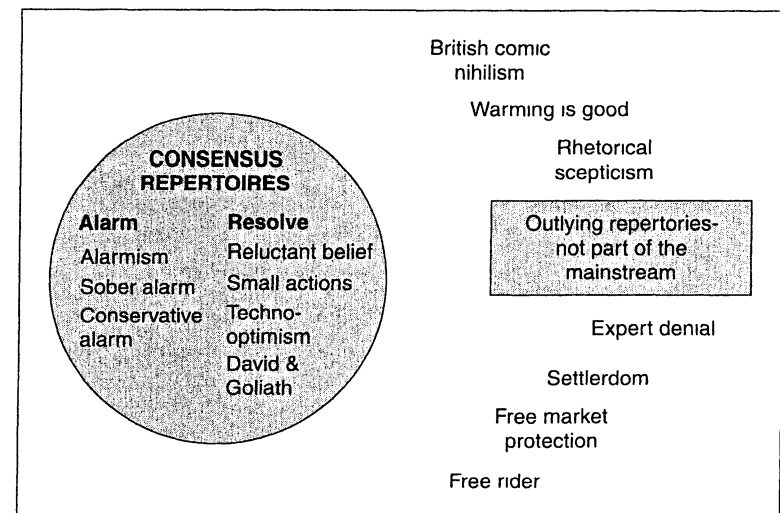 CONSENSUS
REPERTOIRES
Alarm
Alarmism
Sober alarm
Conservative
alarm
Resolve
Reluctant belief
Small actions
Techno-
optimism
David &
Goliath
British comic
nihilism
Warming is good
Rhetorical
scepticism
Outlying repertories-
not part of the
mainstream
Expert denial
Settlerdom
Free market
protection
Free rider